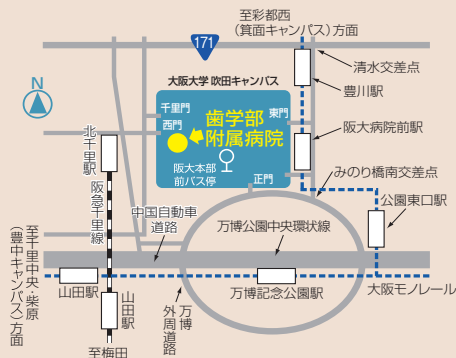 至彩都西
(箕面キャンパス)方面
171
清水交差点
N
大阪大学 吹田キャンパス
豊川駅
千里門
東門
西門
歯学部
附属病院
阪大病院前駅
北千里駅
阪大本部
前バス停
正門
みのり橋南交差点
阪急千里線
公園東口駅
中国自動車
道路
万博公園中央環状線
至千里中央・柴原
(豊中キャンパス)方面
山田駅
万博記念公園駅
大阪モノレール
山田駅
万博
外周道路
至梅田